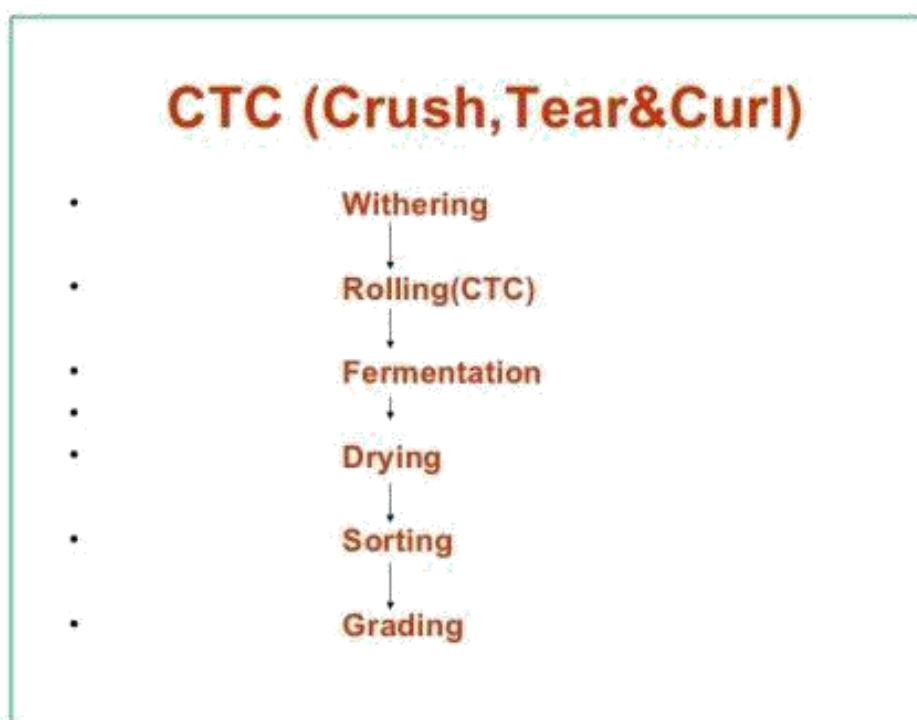 CTC (Crush,Tear&Curl)
• Withering
• Rolling(CTC)
• Fermentation
•
• Drying
• Sorting
• Grading